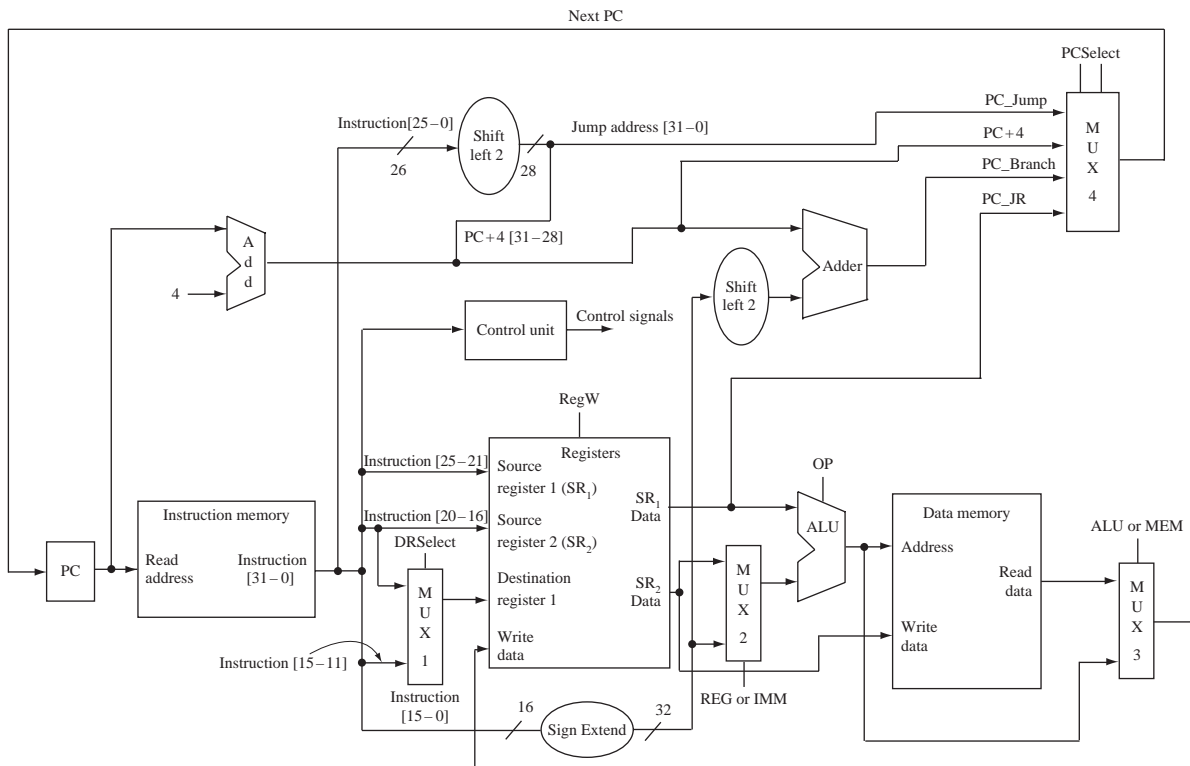 Next PC
PCSelect
Instruction[25–0]
Shift
left 2
Jump address [31–0]
26
28
PC_Jump
PC+4
PC_Branch
PC_JR
M
U
X
4
A
d
d
4
PC+4 [31–28]
Adder
Shift
left 2
Control unit
Control signals
RegW
Registers
Instruction [25–21]
Source
register 1 (SR1)
Instruction [20–16]
Source
register 2 (SR2)
DRSelect
Destination
register 1
Write
data
SR1
Data
SR2
Data
M
U
X
1
Instruction [15–11]
Instruction
[15–0]
PC
Instruction memory
Read
address
Instruction
[31–0]
16
Sign Extend
32
M
U
X
2
REG or IMM
OP
ALU
Data memory
Address
Read
data
Write
data
ALU or MEM
M
U
X
3